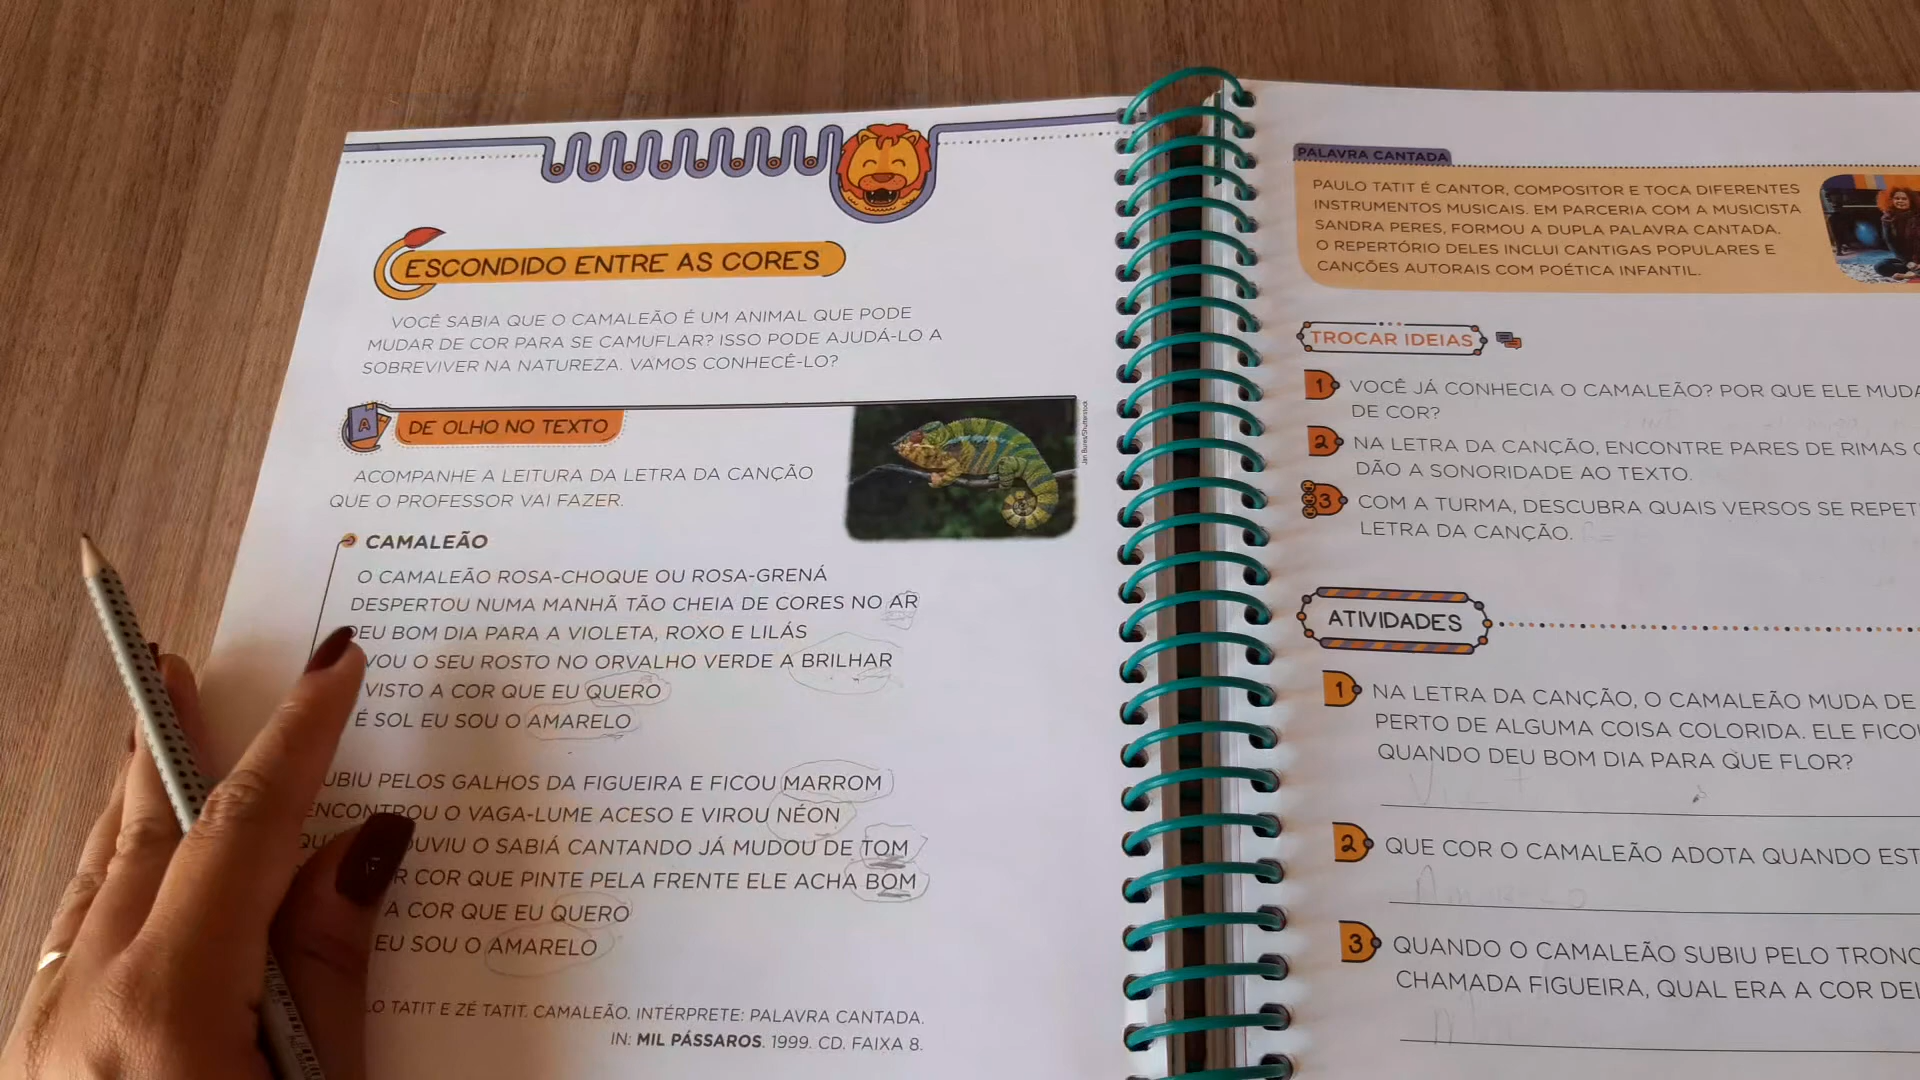 ESCONDIDO ENTRE AS CORES
VOCÊ SABIA QUE O CAMALEÃO É UM ANIMAL QUE PODE
MUDAR DE COR PARA SE CAMUFLAR? ISSO PODE AJUDÁ-LO A
SOBREVIVER NA NATUREZA. VAMOS CONHECÊ-LO?
A
DE OLHO NO TEXTO
Jan Bures/Shutterstock
ACOMPANHE A LEITURA DA LETRA DA CANÇÃO
QUE O PROFESSOR VAI FAZER.
CAMALEÃO
O CAMALEÃO ROSA-CHOQUE OU ROSA-GRENÁ
DESPERTOU NUMA MANHÃ TÃO CHEIA DE CORES NO AR
DEU BOM DIA PARA A VIOLETA, ROXO E LILÁS
VOU O SEU ROSTO NO ORVALHO VERDE A BRILHAR
VISTO A COR QUE EU QUERO
É SOL EU SOU O AMARELO
UBIU PELOS GALHOS DA FIGUEIRA E FICOU MARROM
ENCONTROU O VAGA-LUME ACESO E VIROU NÉON
QU UVIU O SABIÁ CANTANDO JÁ MUDOU DE TOM
R COR QUE PINTE PELA FRENTE ELE ACHA BOM
A COR QUE EU QUERO
EU SOU O AMARELO
LO TATIT E ZÉ TATIT. CAMALEÃO. INTÉRPRETE: PALAVRA CANTADA.
IN: MIL PÁSSAROS. 1999. CD. FAIXA 8.
PALAVRA CANTADA
PAULO TATIT É CANTOR, COMPOSITOR E TOCA DIFERENTES
INSTRUMENTOS MUSICAIS. EM PARCERIA COM A MUSICISTA
SANDRA PERES, FORMOU A DUPLA PALAVRA CANTADA.
O REPERTÓRIO DELES INCLUI CANTIGAS POPULARES E
CANÇÕES AUTORAIS COM POÉTICA INFANTIL.
TROCAR IDEIAS
1 VOCÊ JÁ CONHECIA O CAMALEÃO? POR QUE ELE MUDA
DE COR?
2 NA LETRA DA CANÇÃO, ENCONTRE PARES DE RIMAS
DÃO A SONORIDADE AO TEXTO.
3 COM A TURMA, DESCUBRA QUAIS VERSOS SE REPET
LETRA DA CANÇÃO.
ATIVIDADES
1 NA LETRA DA CANÇÃO, O CAMALEÃO MUDA DE
PERTO DE ALGUMA COISA COLORIDA. ELE FICOU
QUANDO DEU BOM DIA PARA QUE FLOR?
2 QUE COR O CAMALEÃO ADOTA QUANDO EST
3 QUANDO O CAMALEÃO SUBIU PELO TRONC
CHAMADA FIGUEIRA, QUAL ERA A COR DEL